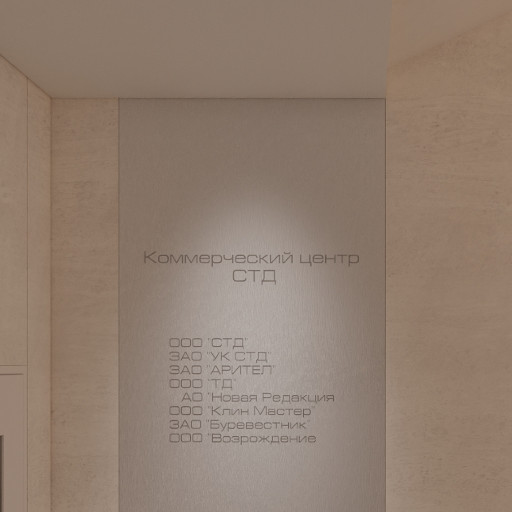 Коммерческий центр
СТД
ООО "СТД"
ЗАО "УК СТД"
ЗАО "АРИТЕЛ"
ООО "ТД"
АО "Новая Редакция
ООО "Клин Мастер"
ЗАО "Буревестник"
ООО "Возрождение